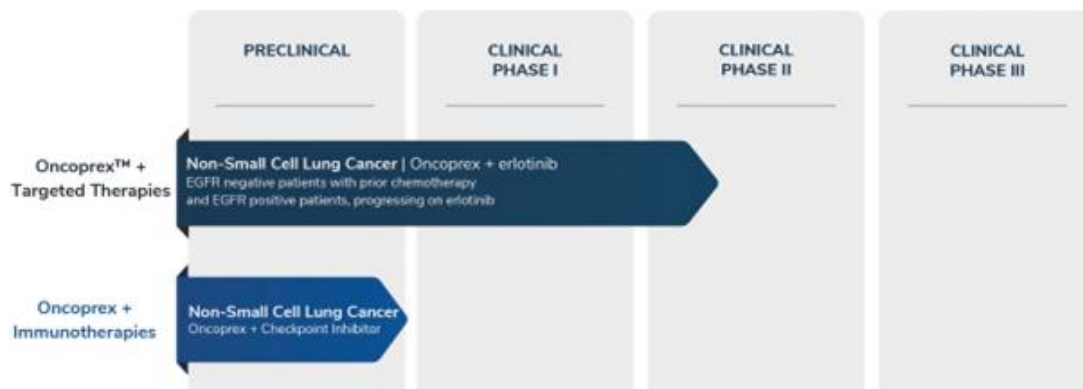 PRECLINICAL
CLINICAL
PHASE I
CLINICAL
PHASE II
CLINICAL
PHASE III
Oncoprex™ +
Targeted Therapies
Non-Small Cell Lung Cancer | Oncoprex + erlotinib
EGFR negative patients with prior chemotherapy
and EGFR positive patients, progressing on erlotinib
Oncoprex +
Immunotherapies
Non-Small Cell Lung Cancer
Oncoprex + Checkpoint Inhibitor